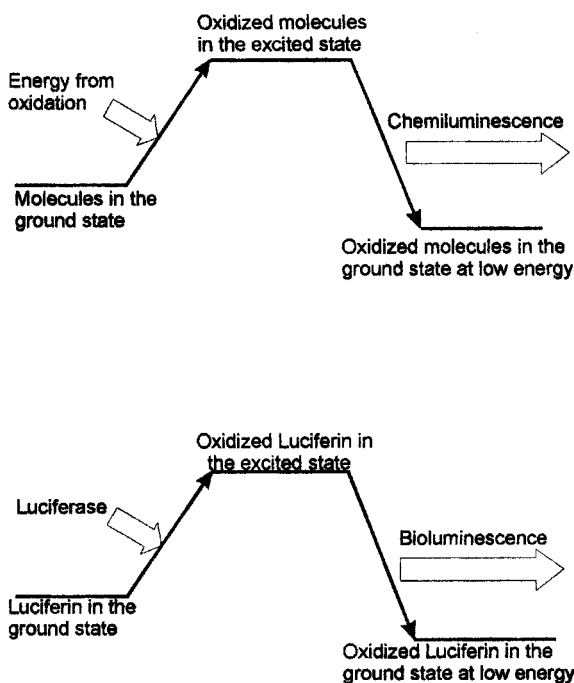 Oxidized molecules
in the excited state
Energy from
oxidation
Chemiluminescence
Molecules in the
ground state
Oxidized molecules in the
ground state at low energy
Oxidized Luciferin in
the excited state
Luciferase
Bioluminescence
Luciferin in the
ground state
Oxidized Luciferin in the
ground state at low energy